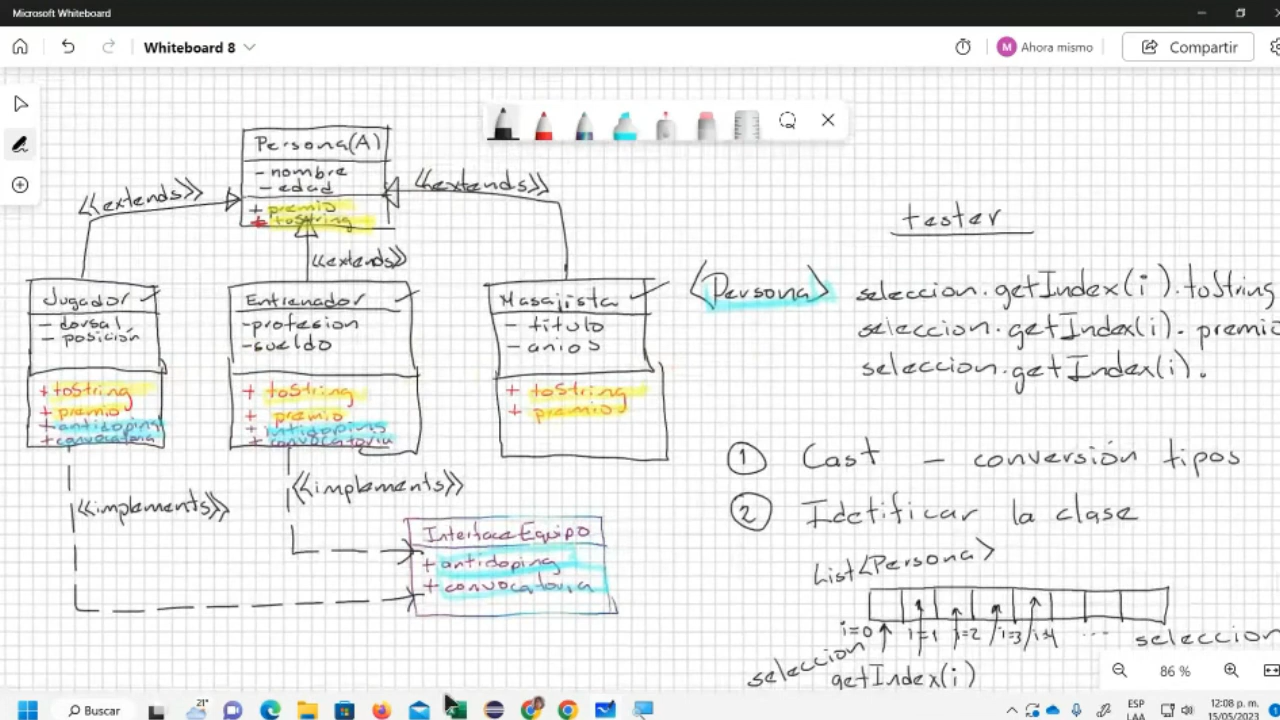 Microsoft Whiteboard
Whiteboard 8
M Ahora mismo
Compartir
Persona(A)
- nombre
- edad
+ premio
+ toString
<<extends>>
<<extends>>
<<extends>>
Jugador
- dorsal
- posición
+ toString
+ premio
+ antidoping
+ convocatoria
Entrenador
-profesion
-sueldo
+ toString
+ premio
+ antidoping
+ convocatoria
Masajista
- titulo
- anios
+ toString
+ premio
<<implements>>
<<implements>>
Interface Equipo
+ antidoping
+ convocatoria
tester
<Persona>
seleccion.getIndex(i).toString
seleccion.getIndex(i).premio
seleccion.getIndex(i).
1 Cast - conversión tipos
2 Idetificar la clase
List<Persona>
i=0 i=1 i=2 i=3 i=4 ...
seleccion
seleccion
getIndex(i)
86 %
21°
Buscar
ESP
LAA
12:08 p. m.
15/05/2023